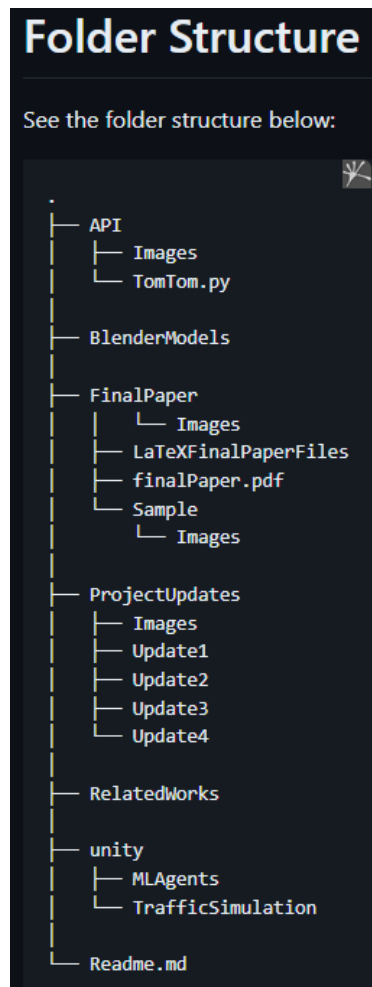 Folder Structure
See the folder structure below:
.
├── API
│   ├── Images
│   └── TomTom.py
│
├── BlenderModels
│
├── FinalPaper
│   │   └── Images
│   ├── LaTeXFinalPaperFiles
│   ├── finalPaper.pdf
│   └── Sample
│       └── Images
│
├── ProjectUpdates
│   ├── Images
│   ├── Update1
│   ├── Update2
│   ├── Update3
│   └── Update4
│
├── RelatedWorks
│
├── unity
│   ├── MLAgents
│   └── TrafficSimulation
│
└── Readme.md